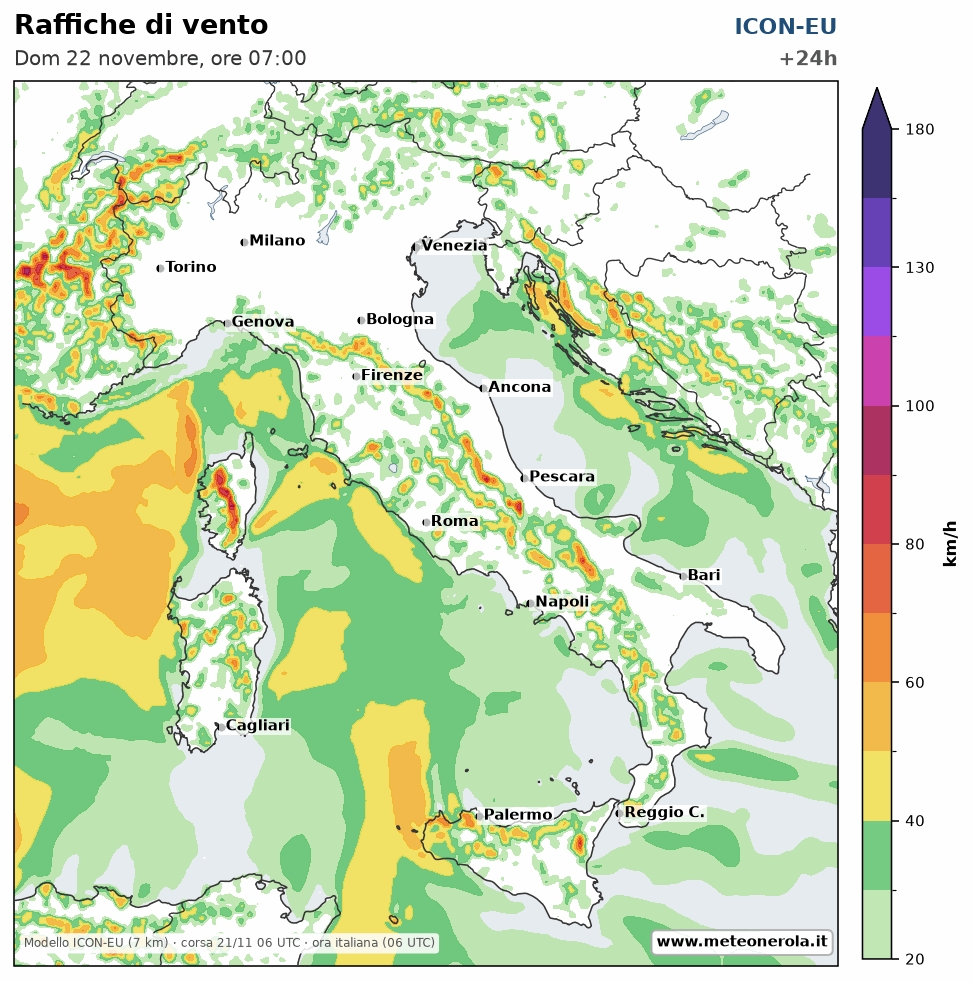 Raffiche di vento
ICON-EU
Dom 22 novembre, ore 07:00
+24h
180
130
100
80
60
40
20
km/h
Milano
Venezia
Torino
Genova
Bologna
Firenze
Ancona
Pescara
Roma
Bari
Napoli
Cagliari
Palermo
Reggio C.
Modello ICON-EU (7 km) · corsa 21/11 06 UTC · ora italiana (06 UTC)
www.meteonerola.it